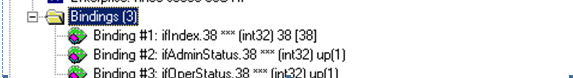 Bindings (3)
Binding #1: ifIndex.38 *** (int32) 38 [38]
Binding #2: ifAdminStatus.38 *** (int32) up(1)
Binding #3: ifOperStatus.38 *** (int32) up(1)